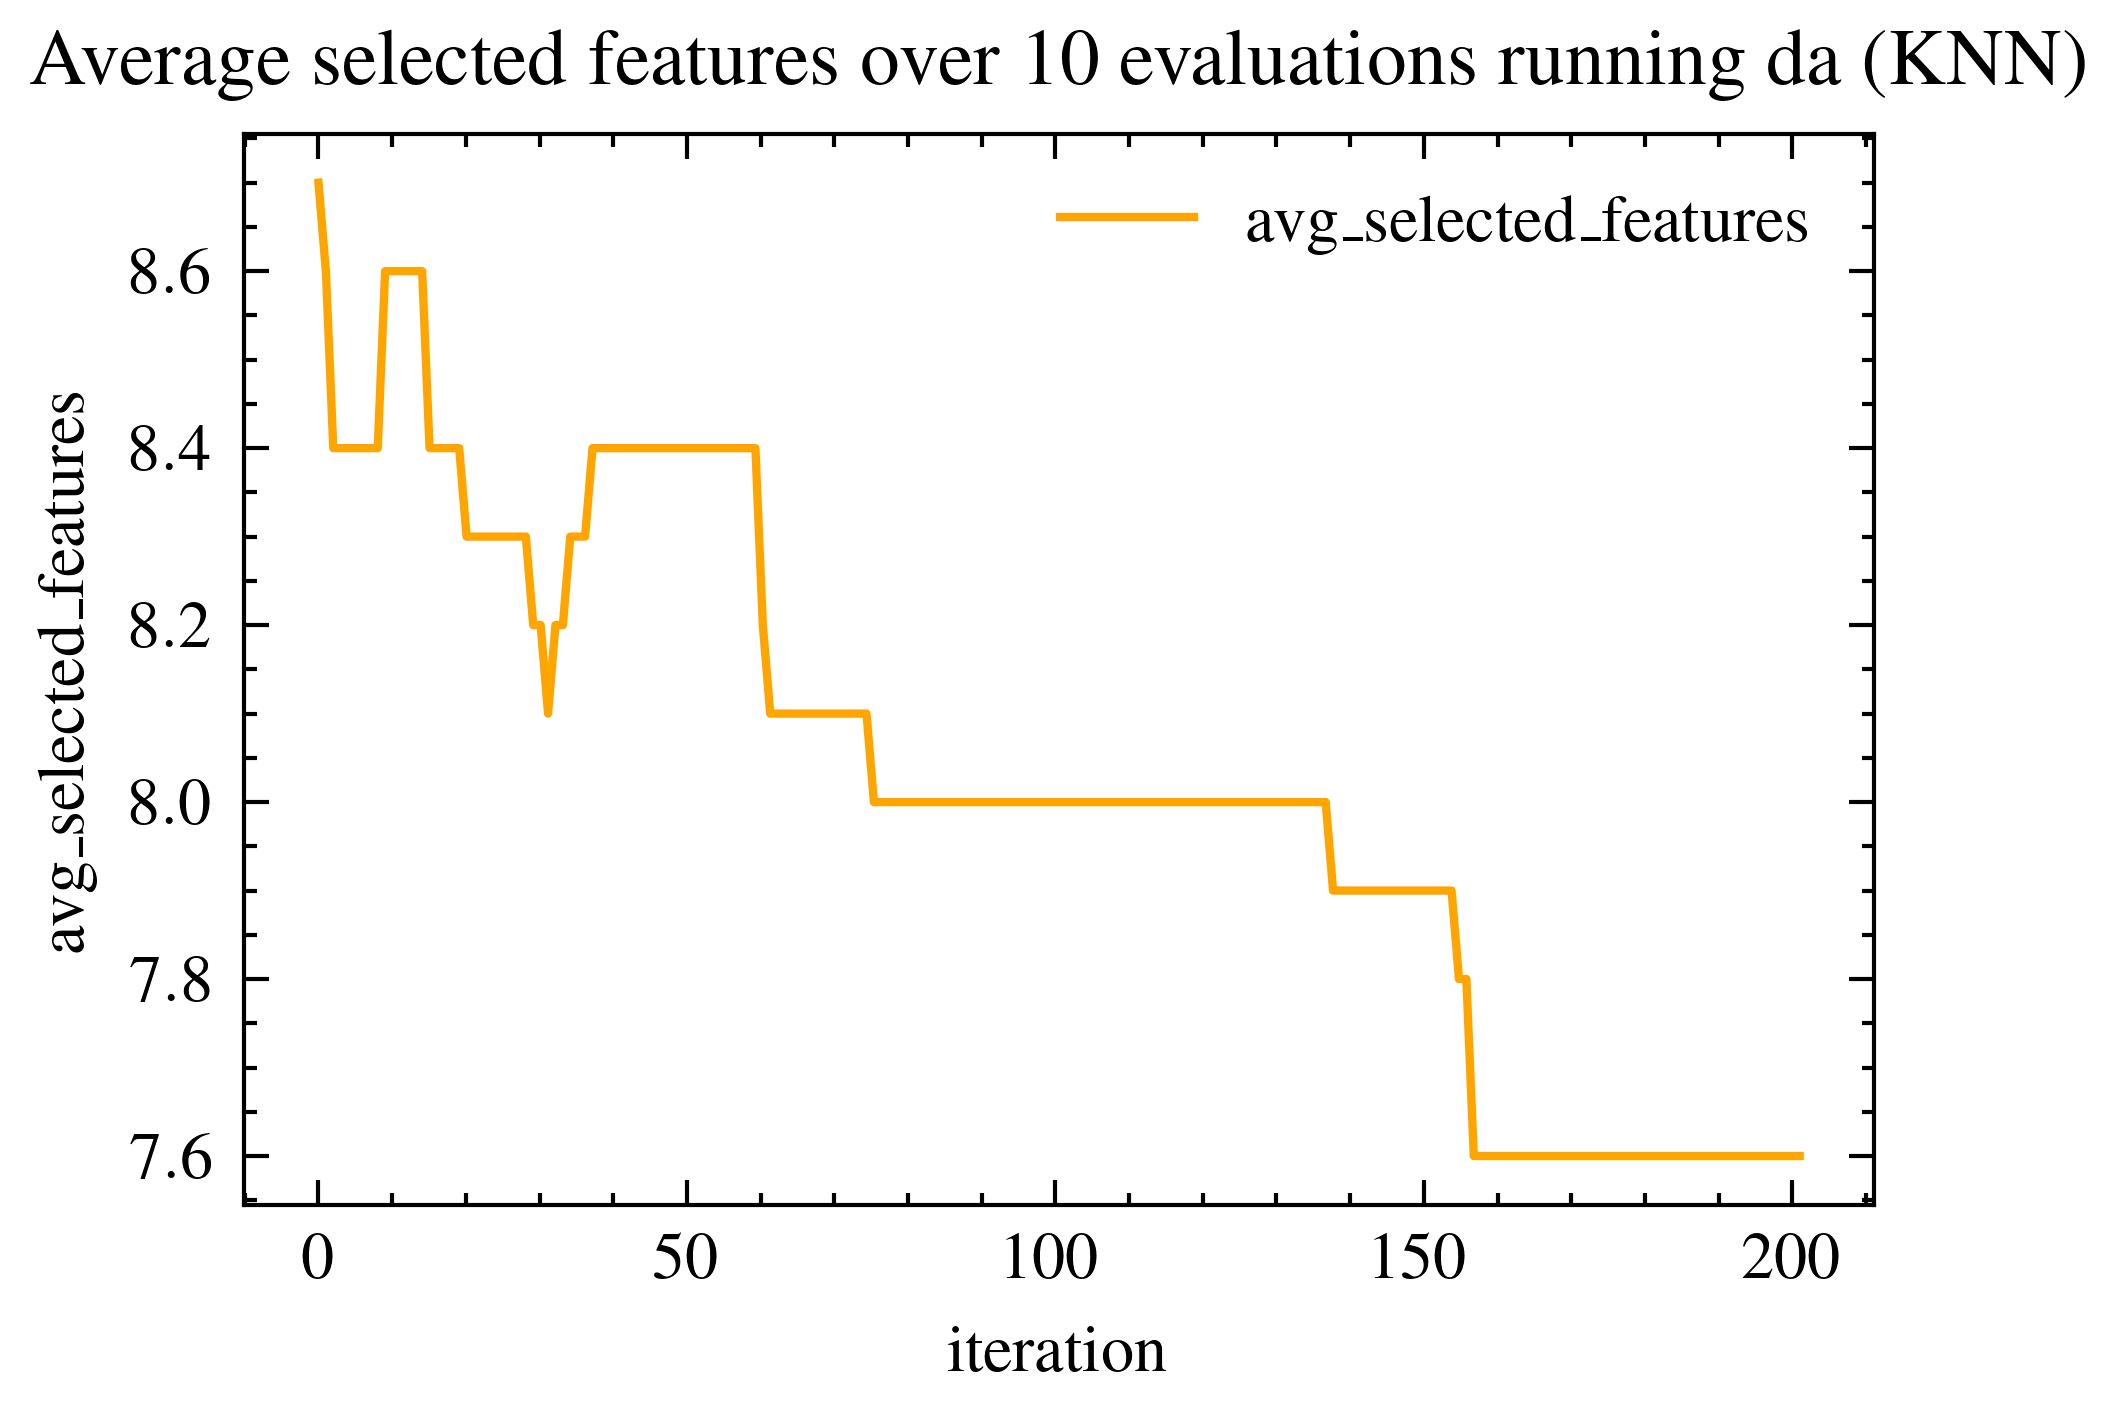 Average selected features over 10 evaluations running da (KNN)
avg_selected_features
8.6
8.4
8.2
8.0
7.8
7.6
0 50 100 150 200
iteration
avg_selected_features